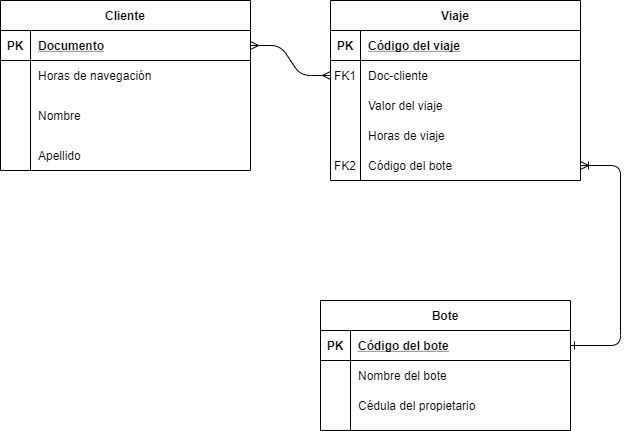 Cliente
PK Documento
Horas de navegación
Nombre
Apellido
Viaje
PK Código del viaje
FK1 Doc-cliente
Valor del viaje
Horas de viaje
FK2 Código del bote
Bote
PK Código del bote
Nombre del bote
Cédula del propietario